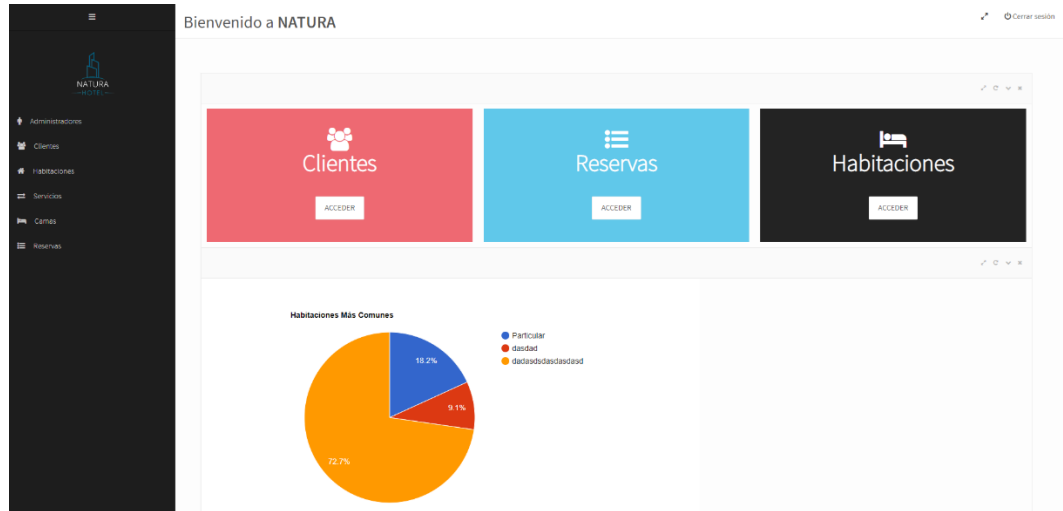 Bienvenido a NATURA
Cerrar sesión
NATURA
HOTEL
Administradores
Clientes
Habitaciones
Servicios
Camas
Reservas
Clientes
ACCEDER
Reservas
ACCEDER
Habitaciones
ACCEDER
Habitaciones Más Comunes
Particular
dasdad
dadasdsdasdasdasd
18.2%
9.1%
72.7%